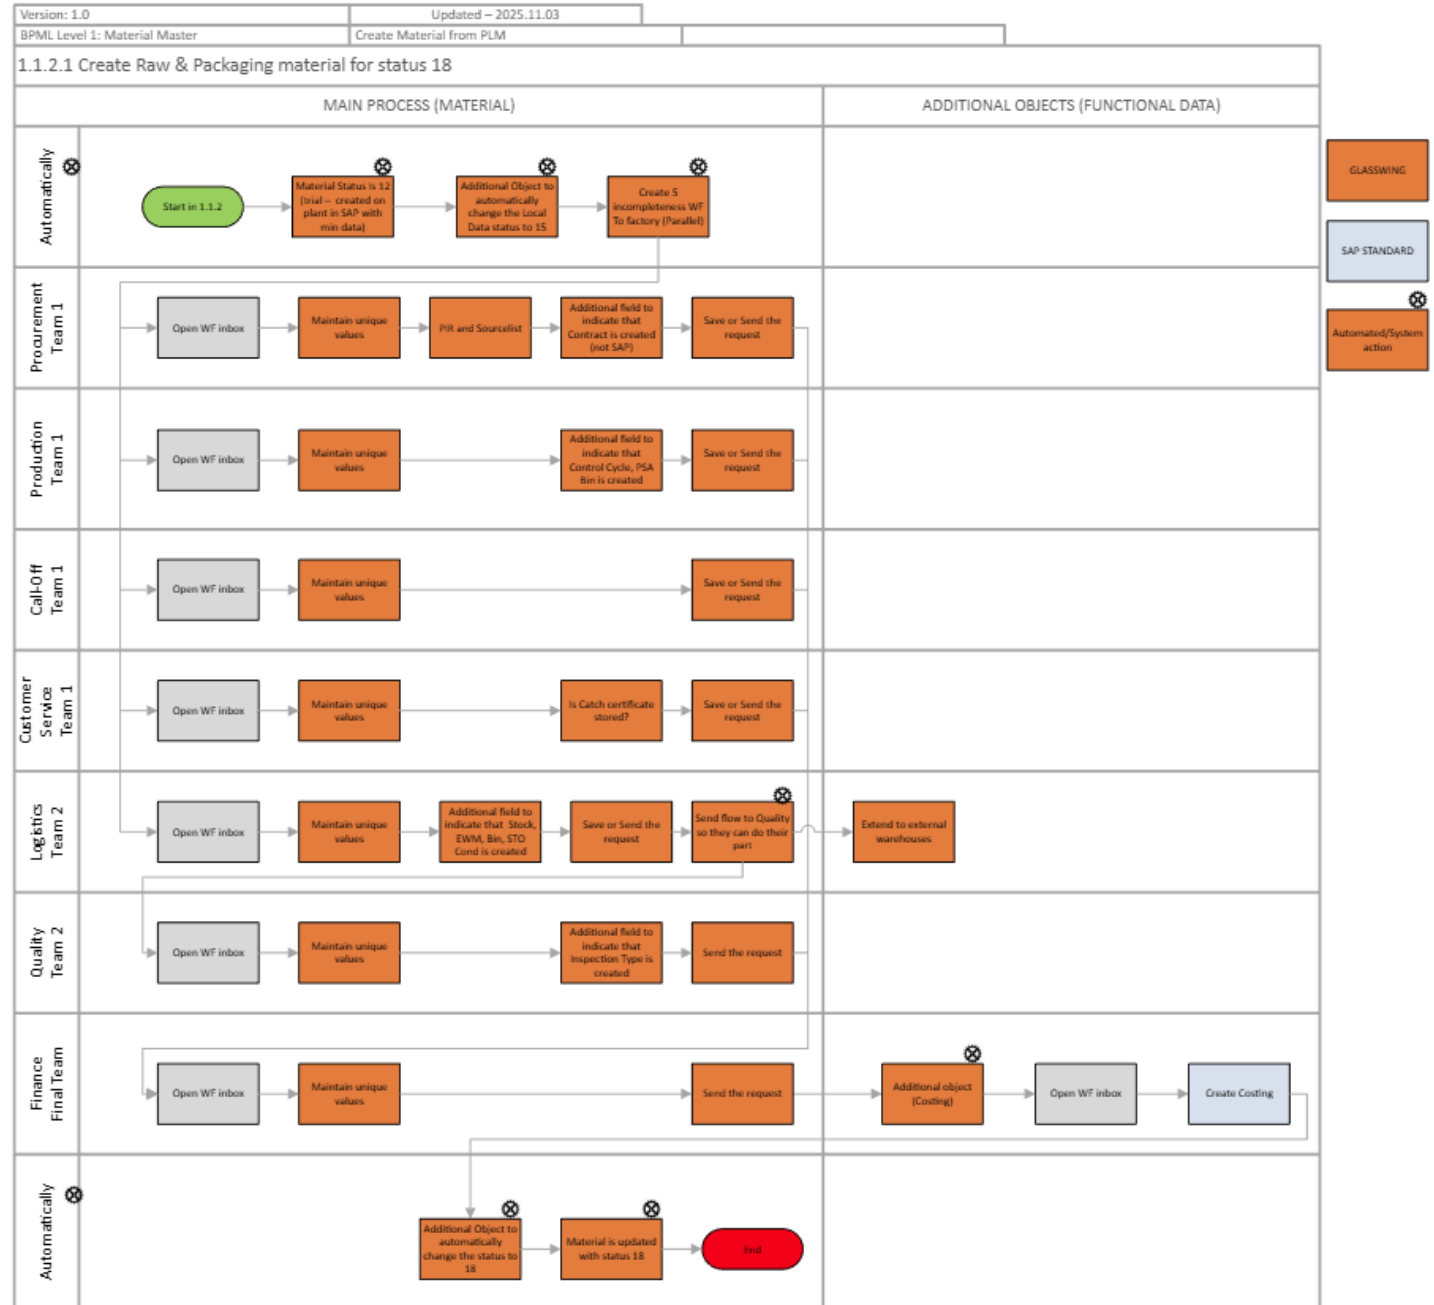 Version: 1.0
Updated – 2025.11.03
BPML Level 1: Material Master
Create Material from PLM
1.1.2.1 Create Raw & Packaging material for status 18
MAIN PROCESS (MATERIAL)
ADDITIONAL OBJECTS (FUNCTIONAL DATA)
Automatically
Start in 1.1.2
Material Status is 12
(trial – created on
plant in SAP with
min data)
Additional Object to
automatically
change the Local
Data status to 15
Create 5
incompleteness WF
To factory (Parallel)
GLASSWING
SAP STANDARD
Automated/System
action
Procurement
Team 1
Open WF inbox
Maintain unique
values
PIR and Sourcelist
Additional field to
indicate that
Contract is created
(not SAP)
Save or Send the
request
Production
Team 1
Open WF inbox
Maintain unique
values
Additional field to
indicate that
Control Cycle, PSA
Bin is created
Save or Send the
request
Call-Off
Team 1
Open WF inbox
Maintain unique
values
Save or Send the
request
Customer
Service
Team 1
Open WF inbox
Maintain unique
values
Is Catch certificate
stored?
Save or Send the
request
Logistics
Team 2
Open WF inbox
Maintain unique
values
Additional field to
indicate that Stock,
EWM, Bin, STO
Cond is created
Save or Send the
request
Send flow to Quality
so they can do their
part
Extend to external
warehouses
Quality
Team 2
Open WF inbox
Maintain unique
values
Additional field to
indicate that
Inspection Type is
created
Send the request
Finance
Final Team
Open WF inbox
Maintain unique
values
Send the request
Additional object
(Costing)
Open WF inbox
Create Costing
Automatically
Additional Object to
automatically
change the status to
18
Material is updated
with status 18
End